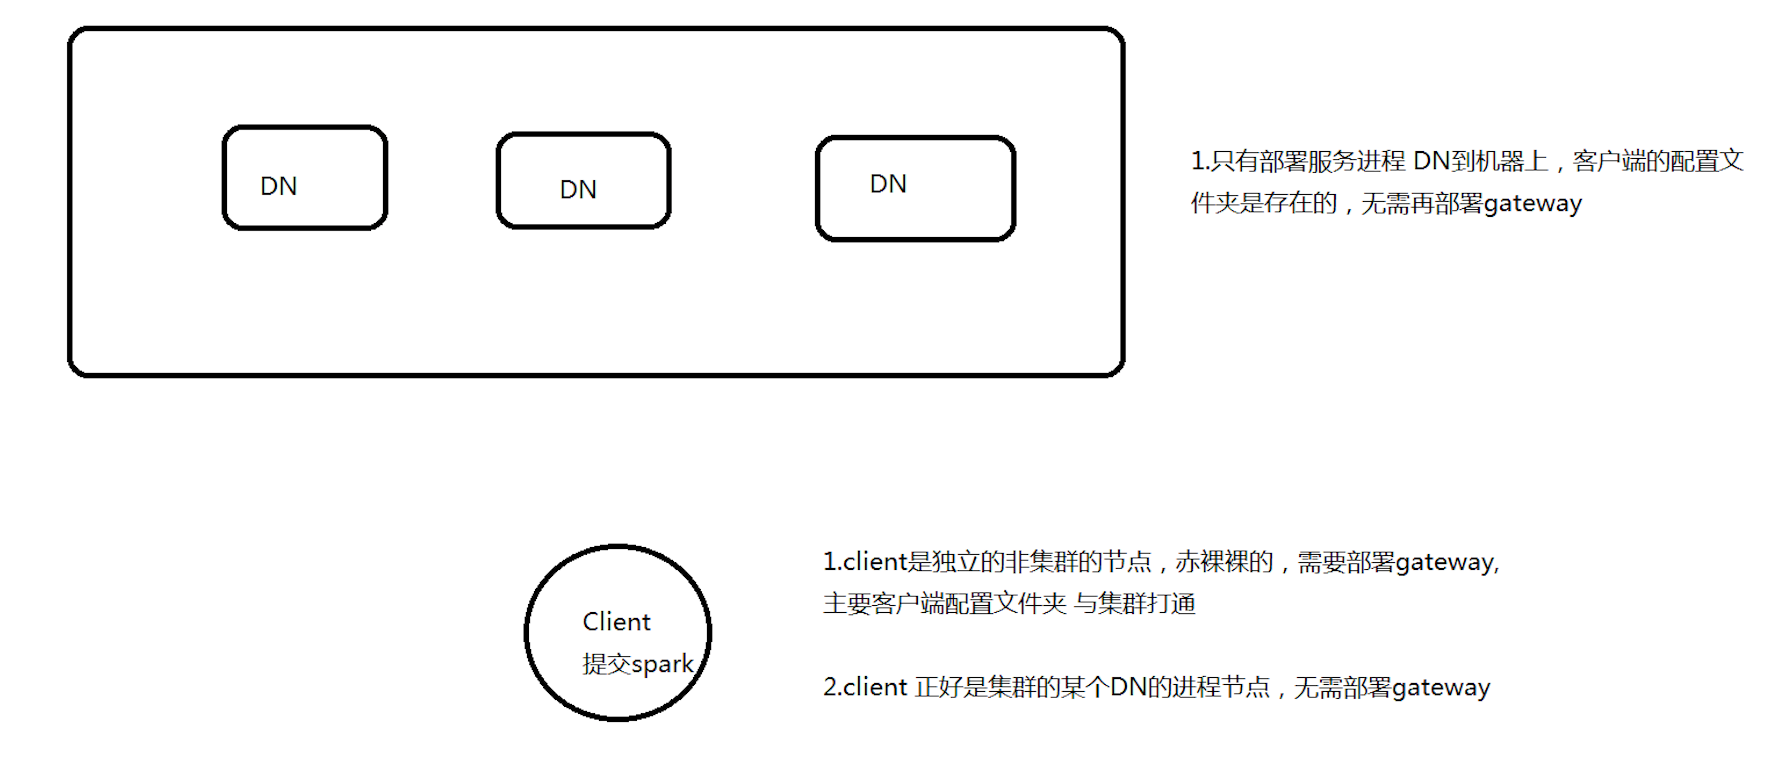 DN
DN
DN
1.只有部署服务进程 DN到机器上，客户端的配置文
件夹是存在的，无需再部署gateway
Client
提交spark
1.client是独立的非集群的节点，赤裸裸的，需要部署gateway,
主要客户端配置文件夹 与集群打通
2.client 正好是集群的某个DN的进程节点，无需部署gateway